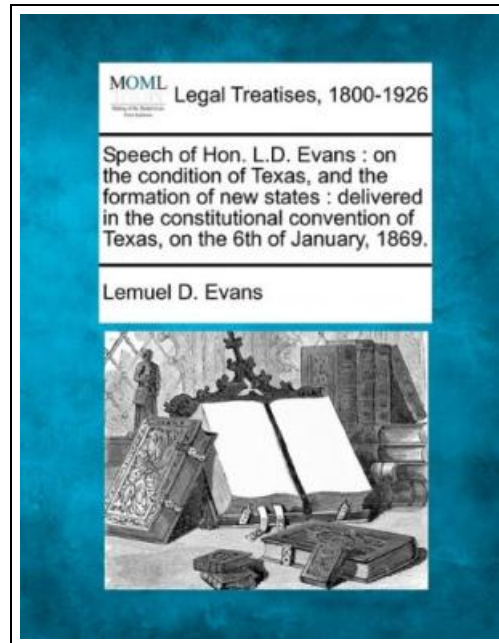 MOML
Legal Treatises, 1800-1926
Speech of Hon. L.D. Evans : on
the condition of Texas, and the
formation of new states : delivered
in the constitutional convention of
Texas, on the 6th of January, 1869.
Lemuel D. Evans